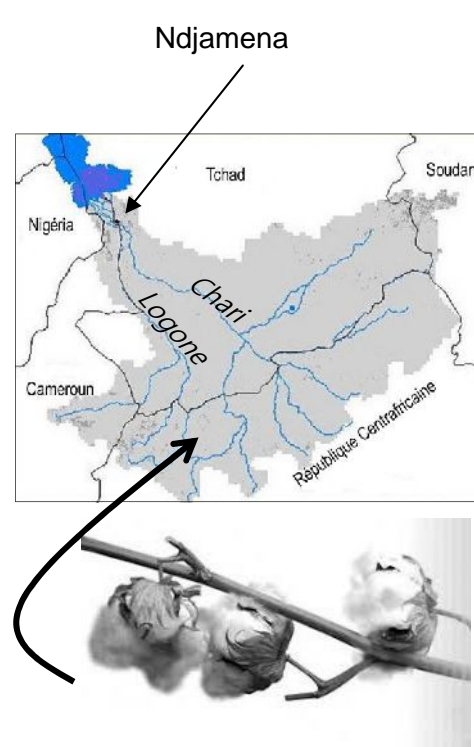 Ndjamena
Tchad
Soudan
Nigéria
Chari
Logone
Cameroun
République Centrafricaine